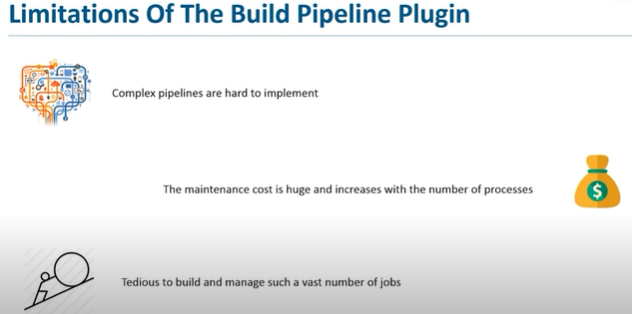 Limitations Of The Build Pipeline Plugin
Complex pipelines are hard to implement
The maintenance cost is huge and increases with the number of processes
$
Tedious to build and manage such a vast number of jobs